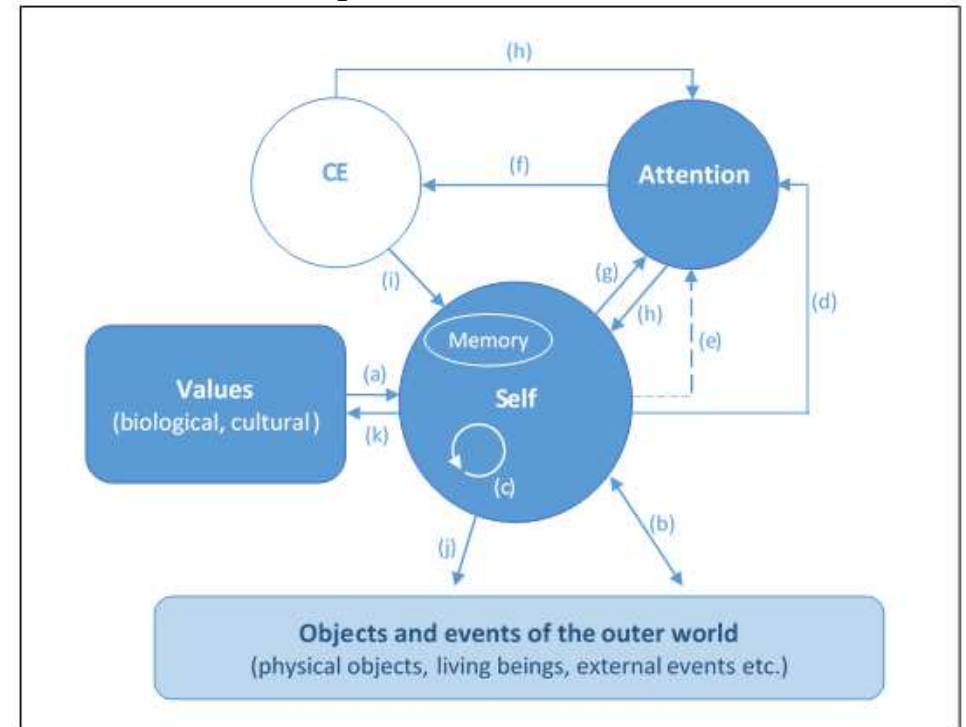 (h)
CE
(f)
Attention
(i)
(g)
(h)
(e)
(d)
Memory
Values
(biological, cultural)
(a)
(k)
Self
(c)
(j)
(b)
Objects and events of the outer world
(physical objects, living beings, external events etc.)